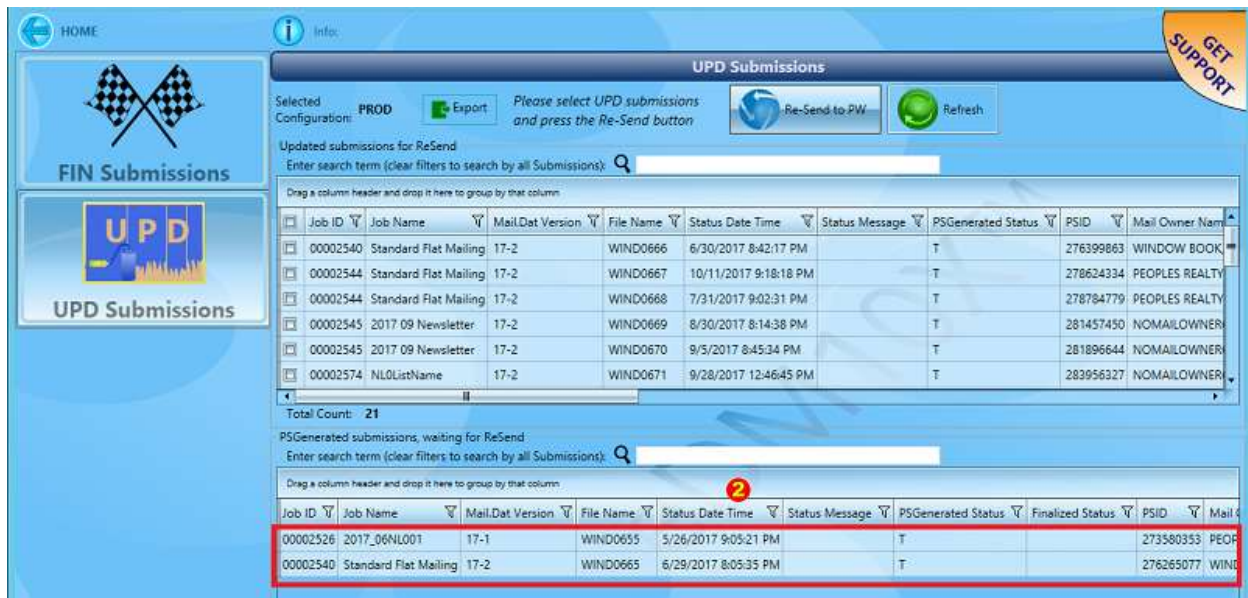 HOME
Info:
GET SUPPORT
UPD Submissions
Selected Configuration: PROD
Export
Please select UPD submissions
and press the Re-Send button
Re-Send to PW
Refresh
FIN Submissions
UPD
UPD Submissions
Updated submissions for ReSend
Enter search term (clear filters to search by all Submissions):
Drag a column header and drop it here to group by that column
Job ID Job Name Mail.Dat Version File Name Status Date Time Status Message PSGenerated Status PSID Mail Owner Nam
00002540 Standard Flat Mailing 17-2 WIND0666 6/30/2017 8:42:17 PM T 276399863 WINDOW BOOK,
00002544 Standard Flat Mailing 17-2 WIND0667 10/11/2017 9:18:18 PM T 278624334 PEOPLES REALTY
00002544 Standard Flat Mailing 17-2 WIND0668 7/31/2017 9:02:31 PM T 278784779 PEOPLES REALTY
00002545 2017 09 Newsletter 17-2 WIND0669 8/30/2017 8:14:38 PM T 281457450 NOMAILOWNER
00002545 2017 09 Newsletter 17-2 WIND0670 9/5/2017 8:45:34 PM T 281896644 NOMAILOWNER
00002574 NL0ListName 17-2 WIND0671 9/28/2017 12:46:45 PM T 283956327 NOMAILOWNER
Total Count: 21
PSGenerated submissions, waiting for ReSend
Enter search term (clear filters to search by all Submissions):
Drag a column header and drop it here to group by that column
2
Job ID Job Name Mail.Dat Version File Name Status Date Time Status Message PSGenerated Status Finalized Status PSID Mail
00002526 2017_06NL001 17-1 WIND0655 5/26/2017 9:05:21 PM T 273580353 PEOP
00002540 Standard Flat Mailing 17-2 WIND0665 6/29/2017 8:05:35 PM T 276265077 WIND